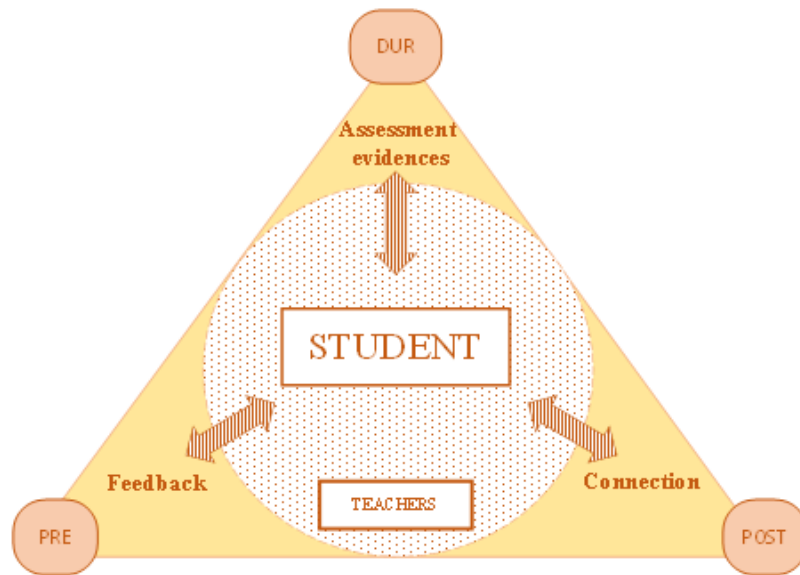 DUR
Assessment
evidences
STUDENT
Feedback
Connection
TEACHERS
PRE
POST